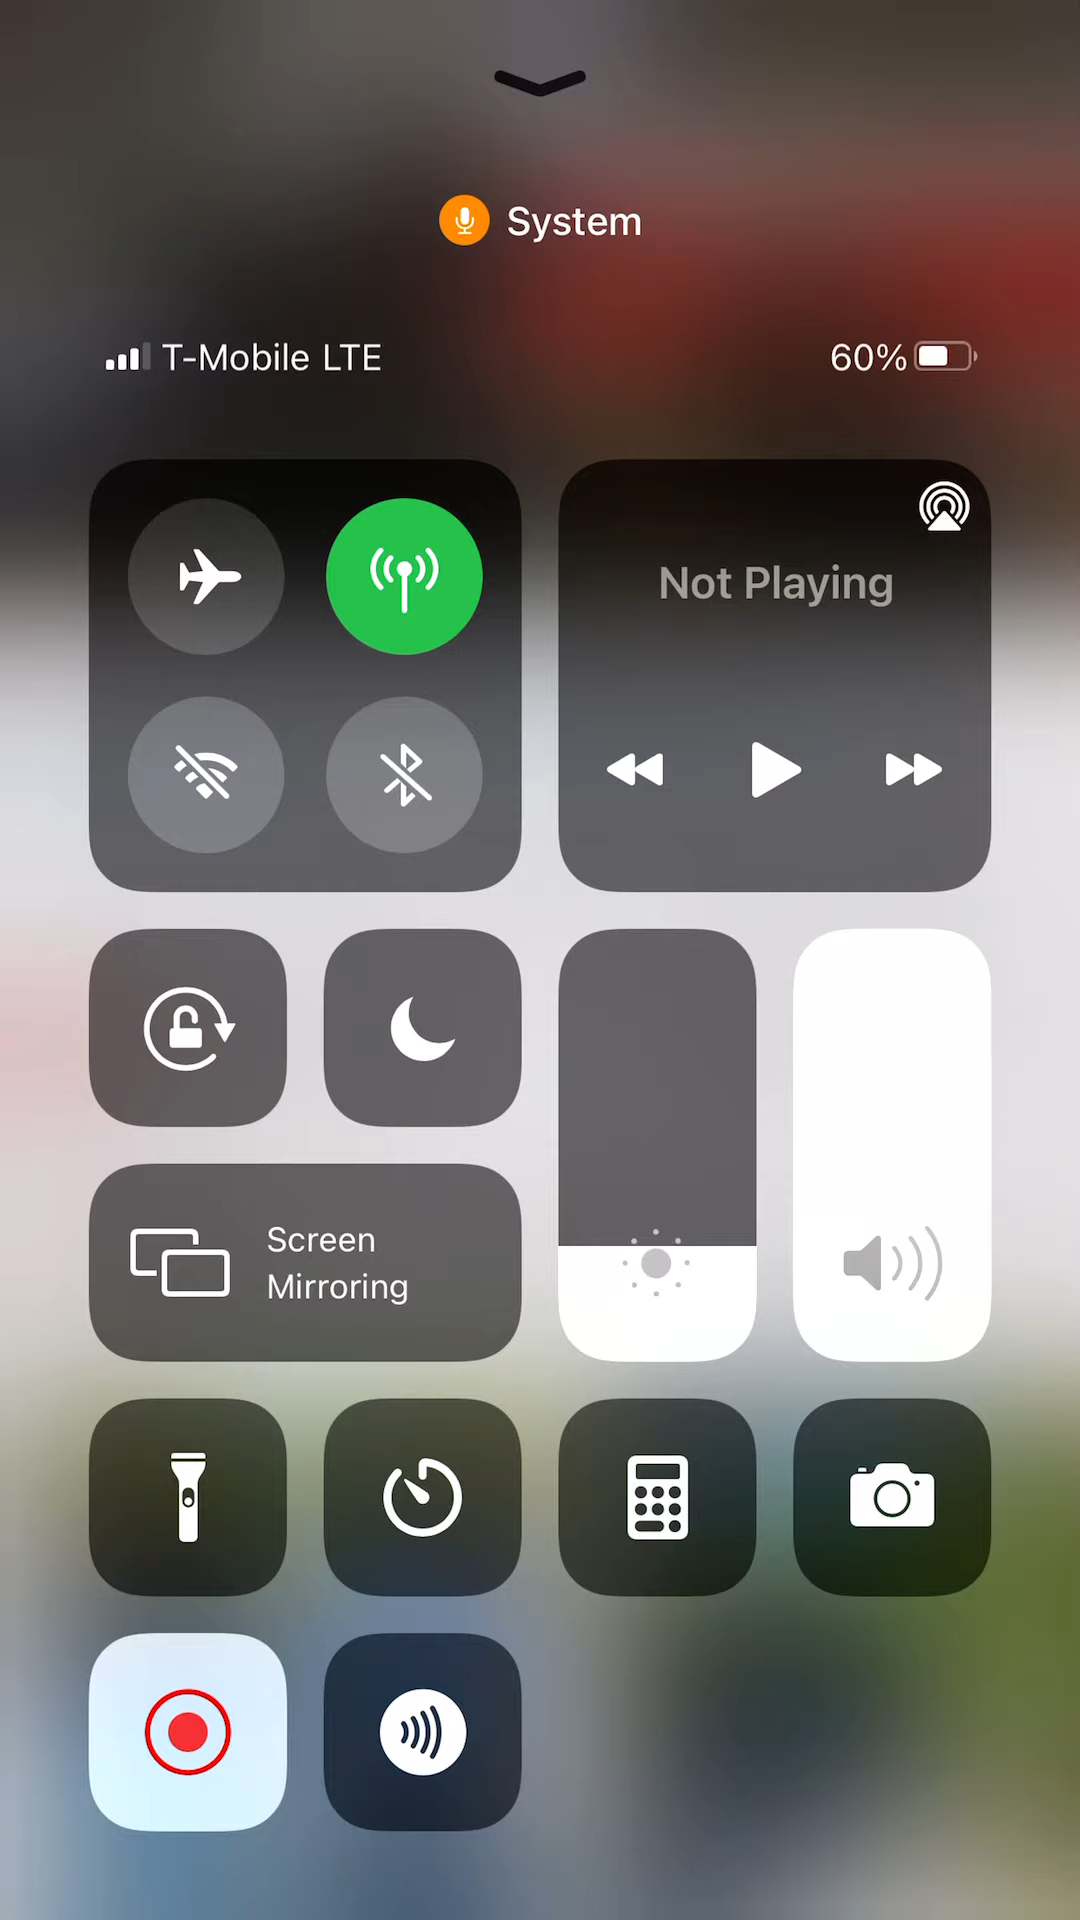 System
T-Mobile LTE
60%
Not Playing
Screen
Mirroring